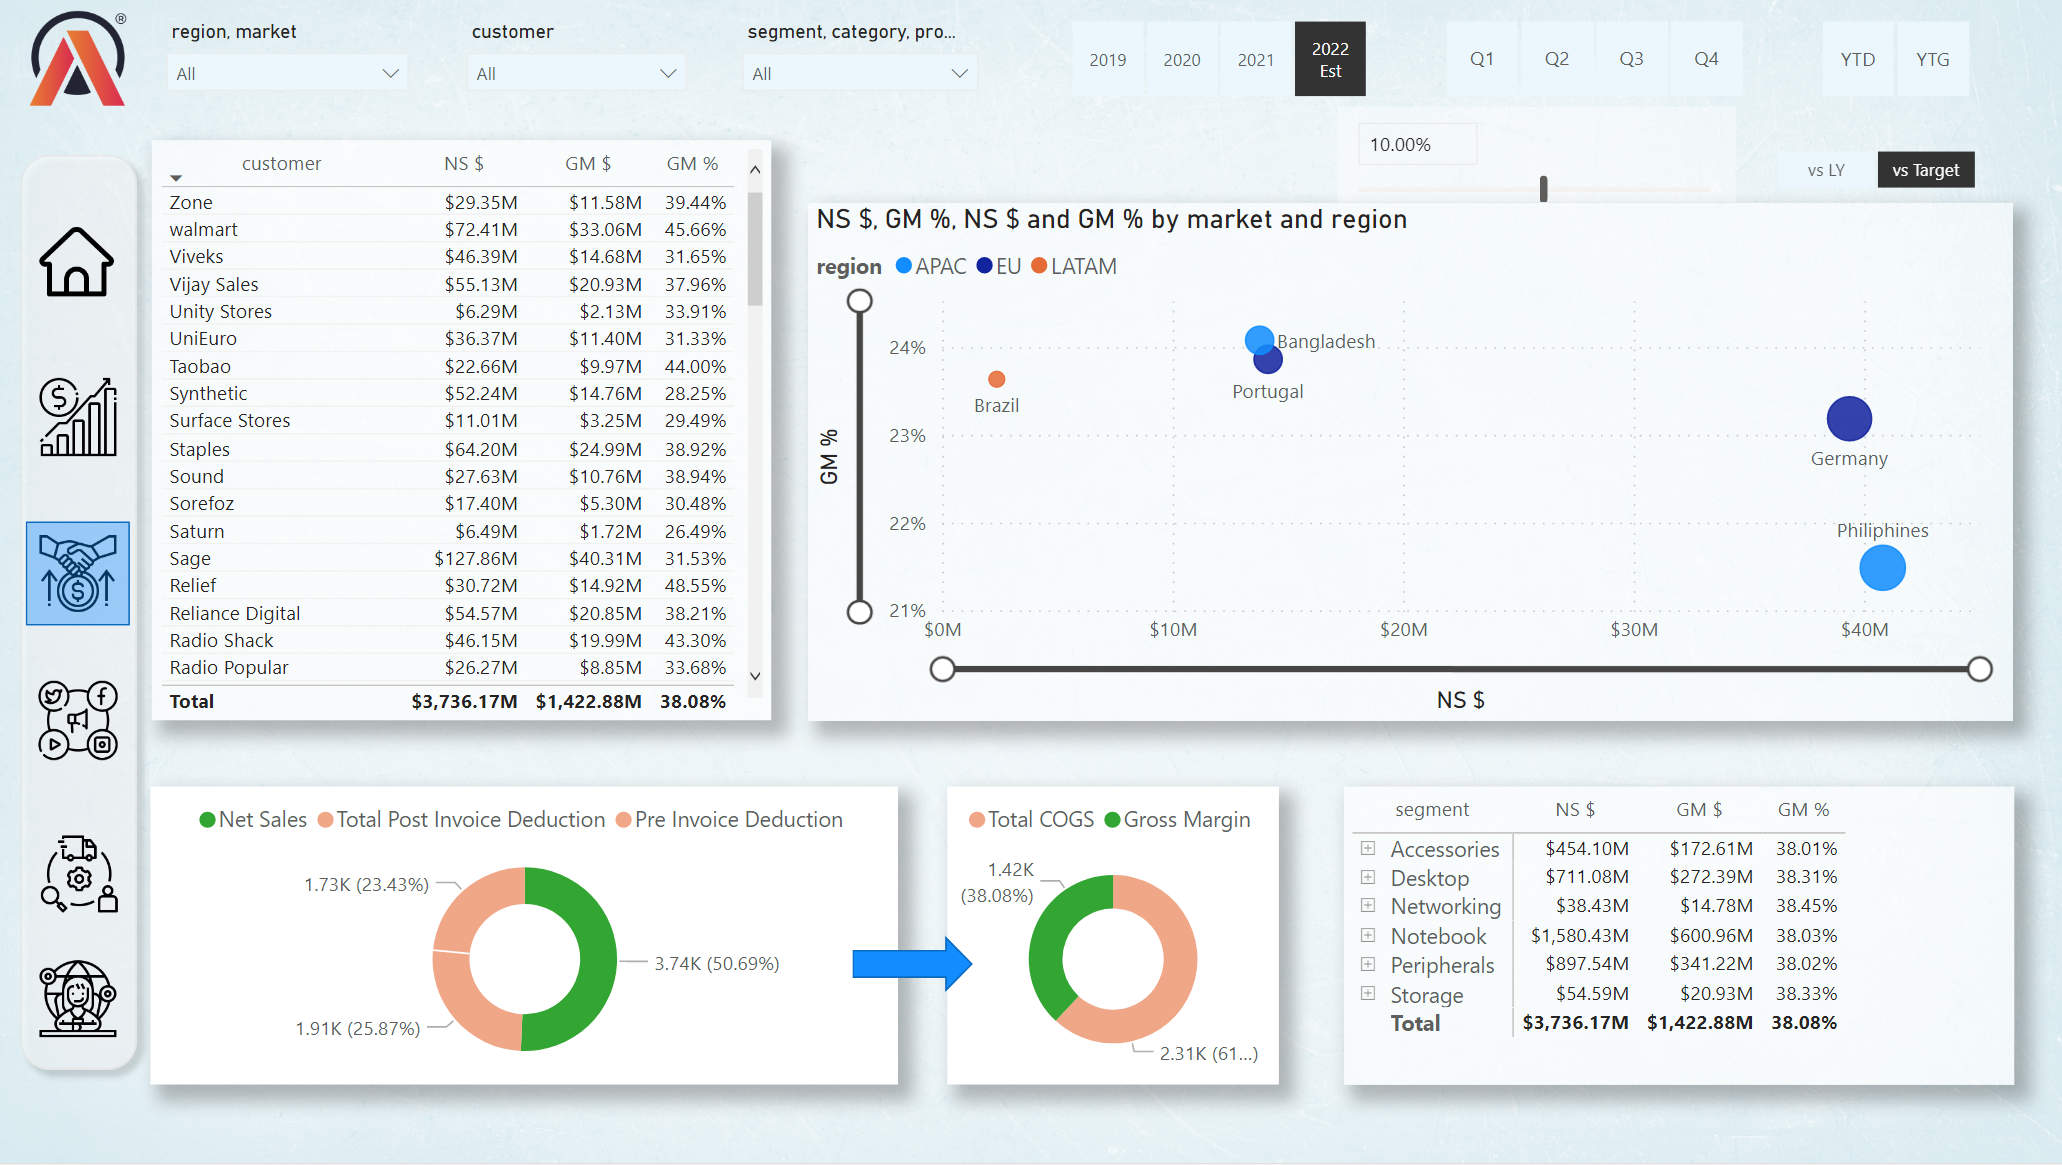 ®
region, market
All
customer
All
segment, category, pro...
All
2019
2020
2021
2022
Est
Q1
Q2
Q3
Q4
YTD
YTG
10.00%
vs LY
vs Target
customer NS $ GM $ GM %
Zone $29.35M $11.58M 39.44%
walmart $72.41M $33.06M 45.66%
Viveks $46.39M $14.68M 31.65%
Vijay Sales $55.13M $20.93M 37.96%
Unity Stores $6.29M $2.13M 33.91%
UniEuro $36.37M $11.40M 31.33%
Taobao $22.66M $9.97M 44.00%
Synthetic $52.24M $14.76M 28.25%
Surface Stores $11.01M $3.25M 29.49%
Staples $64.20M $24.99M 38.92%
Sound $27.63M $10.76M 38.94%
Sorefoz $17.40M $5.30M 30.48%
Saturn $6.49M $1.72M 26.49%
Sage $127.86M $40.31M 31.53%
Relief $30.72M $14.92M 48.55%
Reliance Digital $54.57M $20.85M 38.21%
Radio Shack $46.15M $19.99M 43.30%
Radio Popular $26.27M $8.85M 33.68%
Total $3,736.17M $1,422.88M 38.08%
NS $, GM %, NS $ and GM % by market and region
region APAC EU LATAM
GM %
24%
23%
22%
21%
Bangladesh
Portugal
Brazil
Germany
Philiphines
$0M $10M $20M $30M $40M
NS $
Net Sales Total Post Invoice Deduction Pre Invoice Deduction
1.73K (23.43%)
3.74K (50.69%)
1.91K (25.87%)
Total COGS Gross Margin
1.42K
(38.08%)
2.31K (61...)
segment NS $ GM $ GM %
Accessories $454.10M $172.61M 38.01%
Desktop $711.08M $272.39M 38.31%
Networking $38.43M $14.78M 38.45%
Notebook $1,580.43M $600.96M 38.03%
Peripherals $897.54M $341.22M 38.02%
Storage $54.59M $20.93M 38.33%
Total $3,736.17M $1,422.88M 38.08%